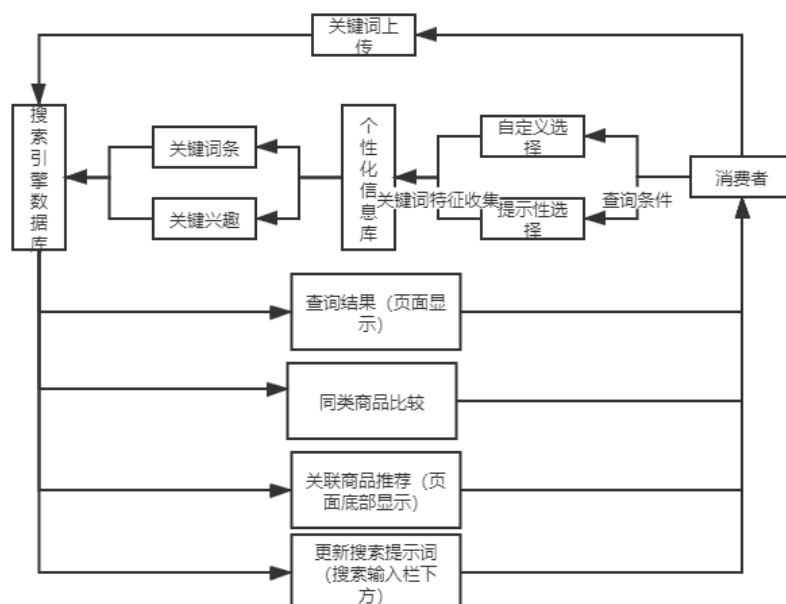 关键词上
传
搜
索
引
擎
数
据
库
关键词条
关键兴趣
个
性
化
信
息
库
关键词特征收集
自定义选
择
提示性选
择
查询条件
消费者
查询结果（页面显
示）
同类商品比较
关联商品推荐（页
面底部显示）
更新搜索提示词
（搜索输入栏下
方）